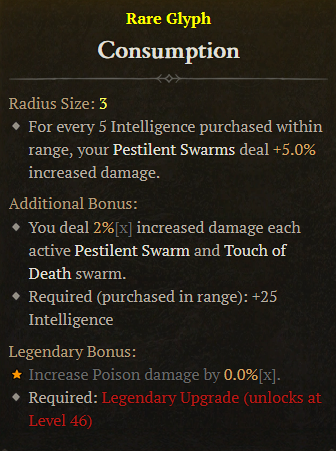 Rare Glyph
Consumption
Radius Size: 3
For every 5 Intelligence purchased within
range, your Pestilent Swarms deal +5.0%
increased damage.
Additional Bonus:
You deal 2%[x] increased damage each
active Pestilent Swarm and Touch of
Death swarm.
Required (purchased in range): +25
Intelligence
Legendary Bonus:
Increase Poison damage by 0.0%[x].
Required: Legendary Upgrade (unlocks at
Level 46)